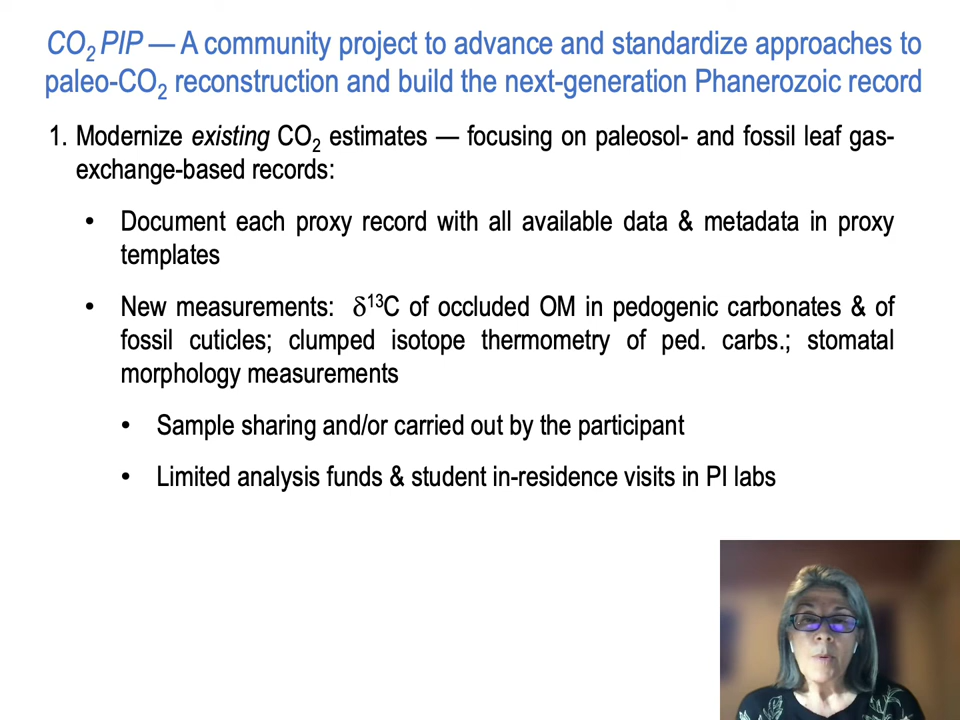 CO₂ PIP — A community project to advance and standardize approaches to
paleo-CO₂ reconstruction and build the next-generation Phanerozoic record
1. Modernize existing CO₂ estimates — focusing on paleosol- and fossil leaf gas-
exchange-based records:
• Document each proxy record with all available data & metadata in proxy
templates
• New measurements: δ¹³C of occluded OM in pedogenic carbonates & of
fossil cuticles; clumped isotope thermometry of ped. carbs.; stomatal
morphology measurements
• Sample sharing and/or carried out by the participant
• Limited analysis funds & student in-residence visits in PI labs